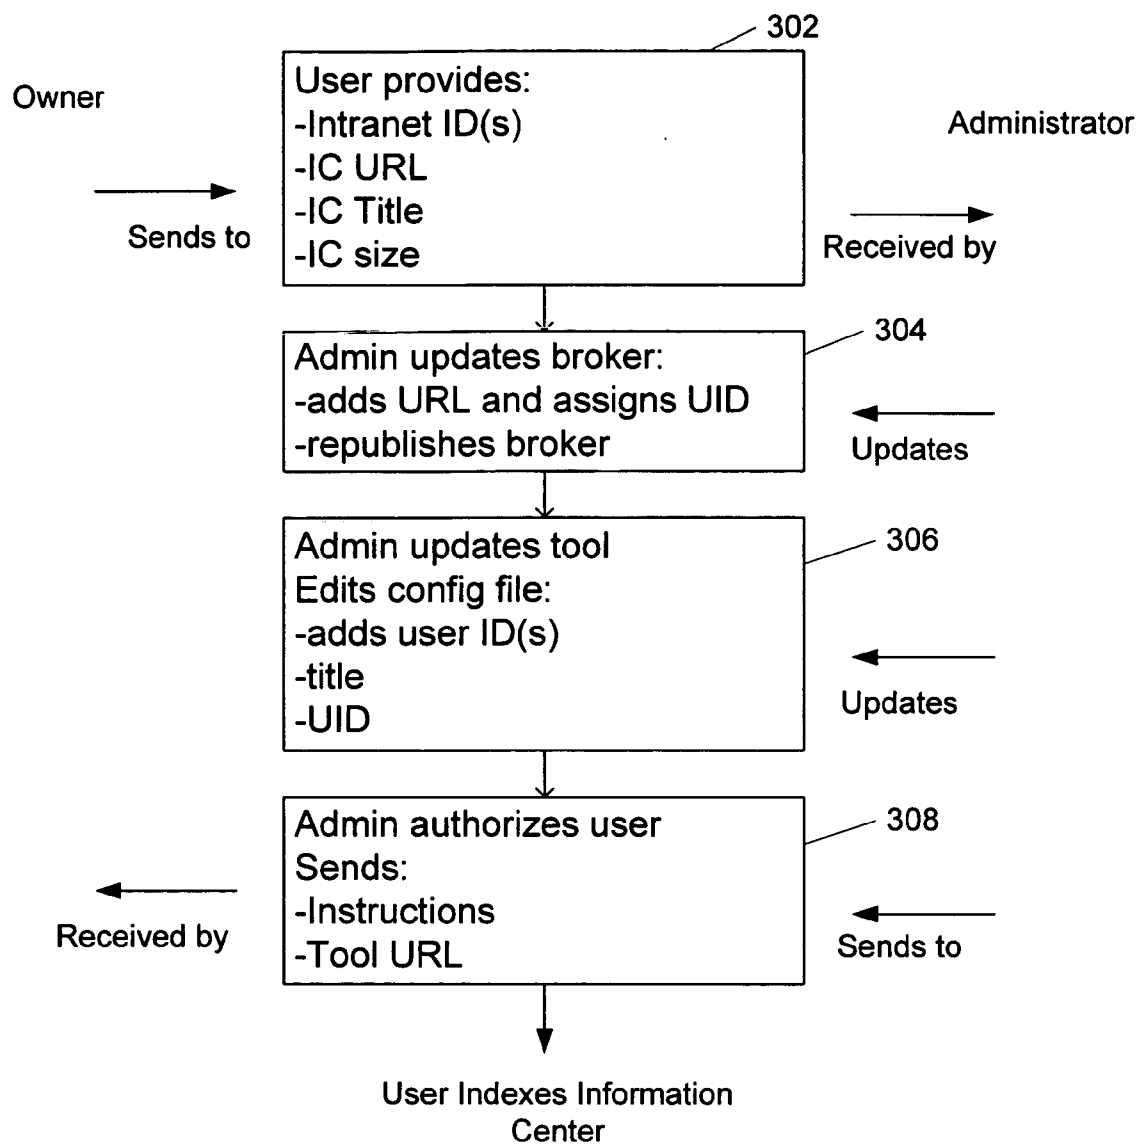 302
Owner
User provides:
-Intranet ID(s)
-IC URL
-IC Title
-IC size
Administrator
Sends to
Received by
304
Admin updates broker:
-adds URL and assigns UID
-republishes broker
Updates
306
Admin updates tool
Edits config file:
-adds user ID(s)
-title
-UID
Updates
308
Admin authorizes user
Sends:
-Instructions
-Tool URL
Received by
Sends to
User Indexes Information
Center